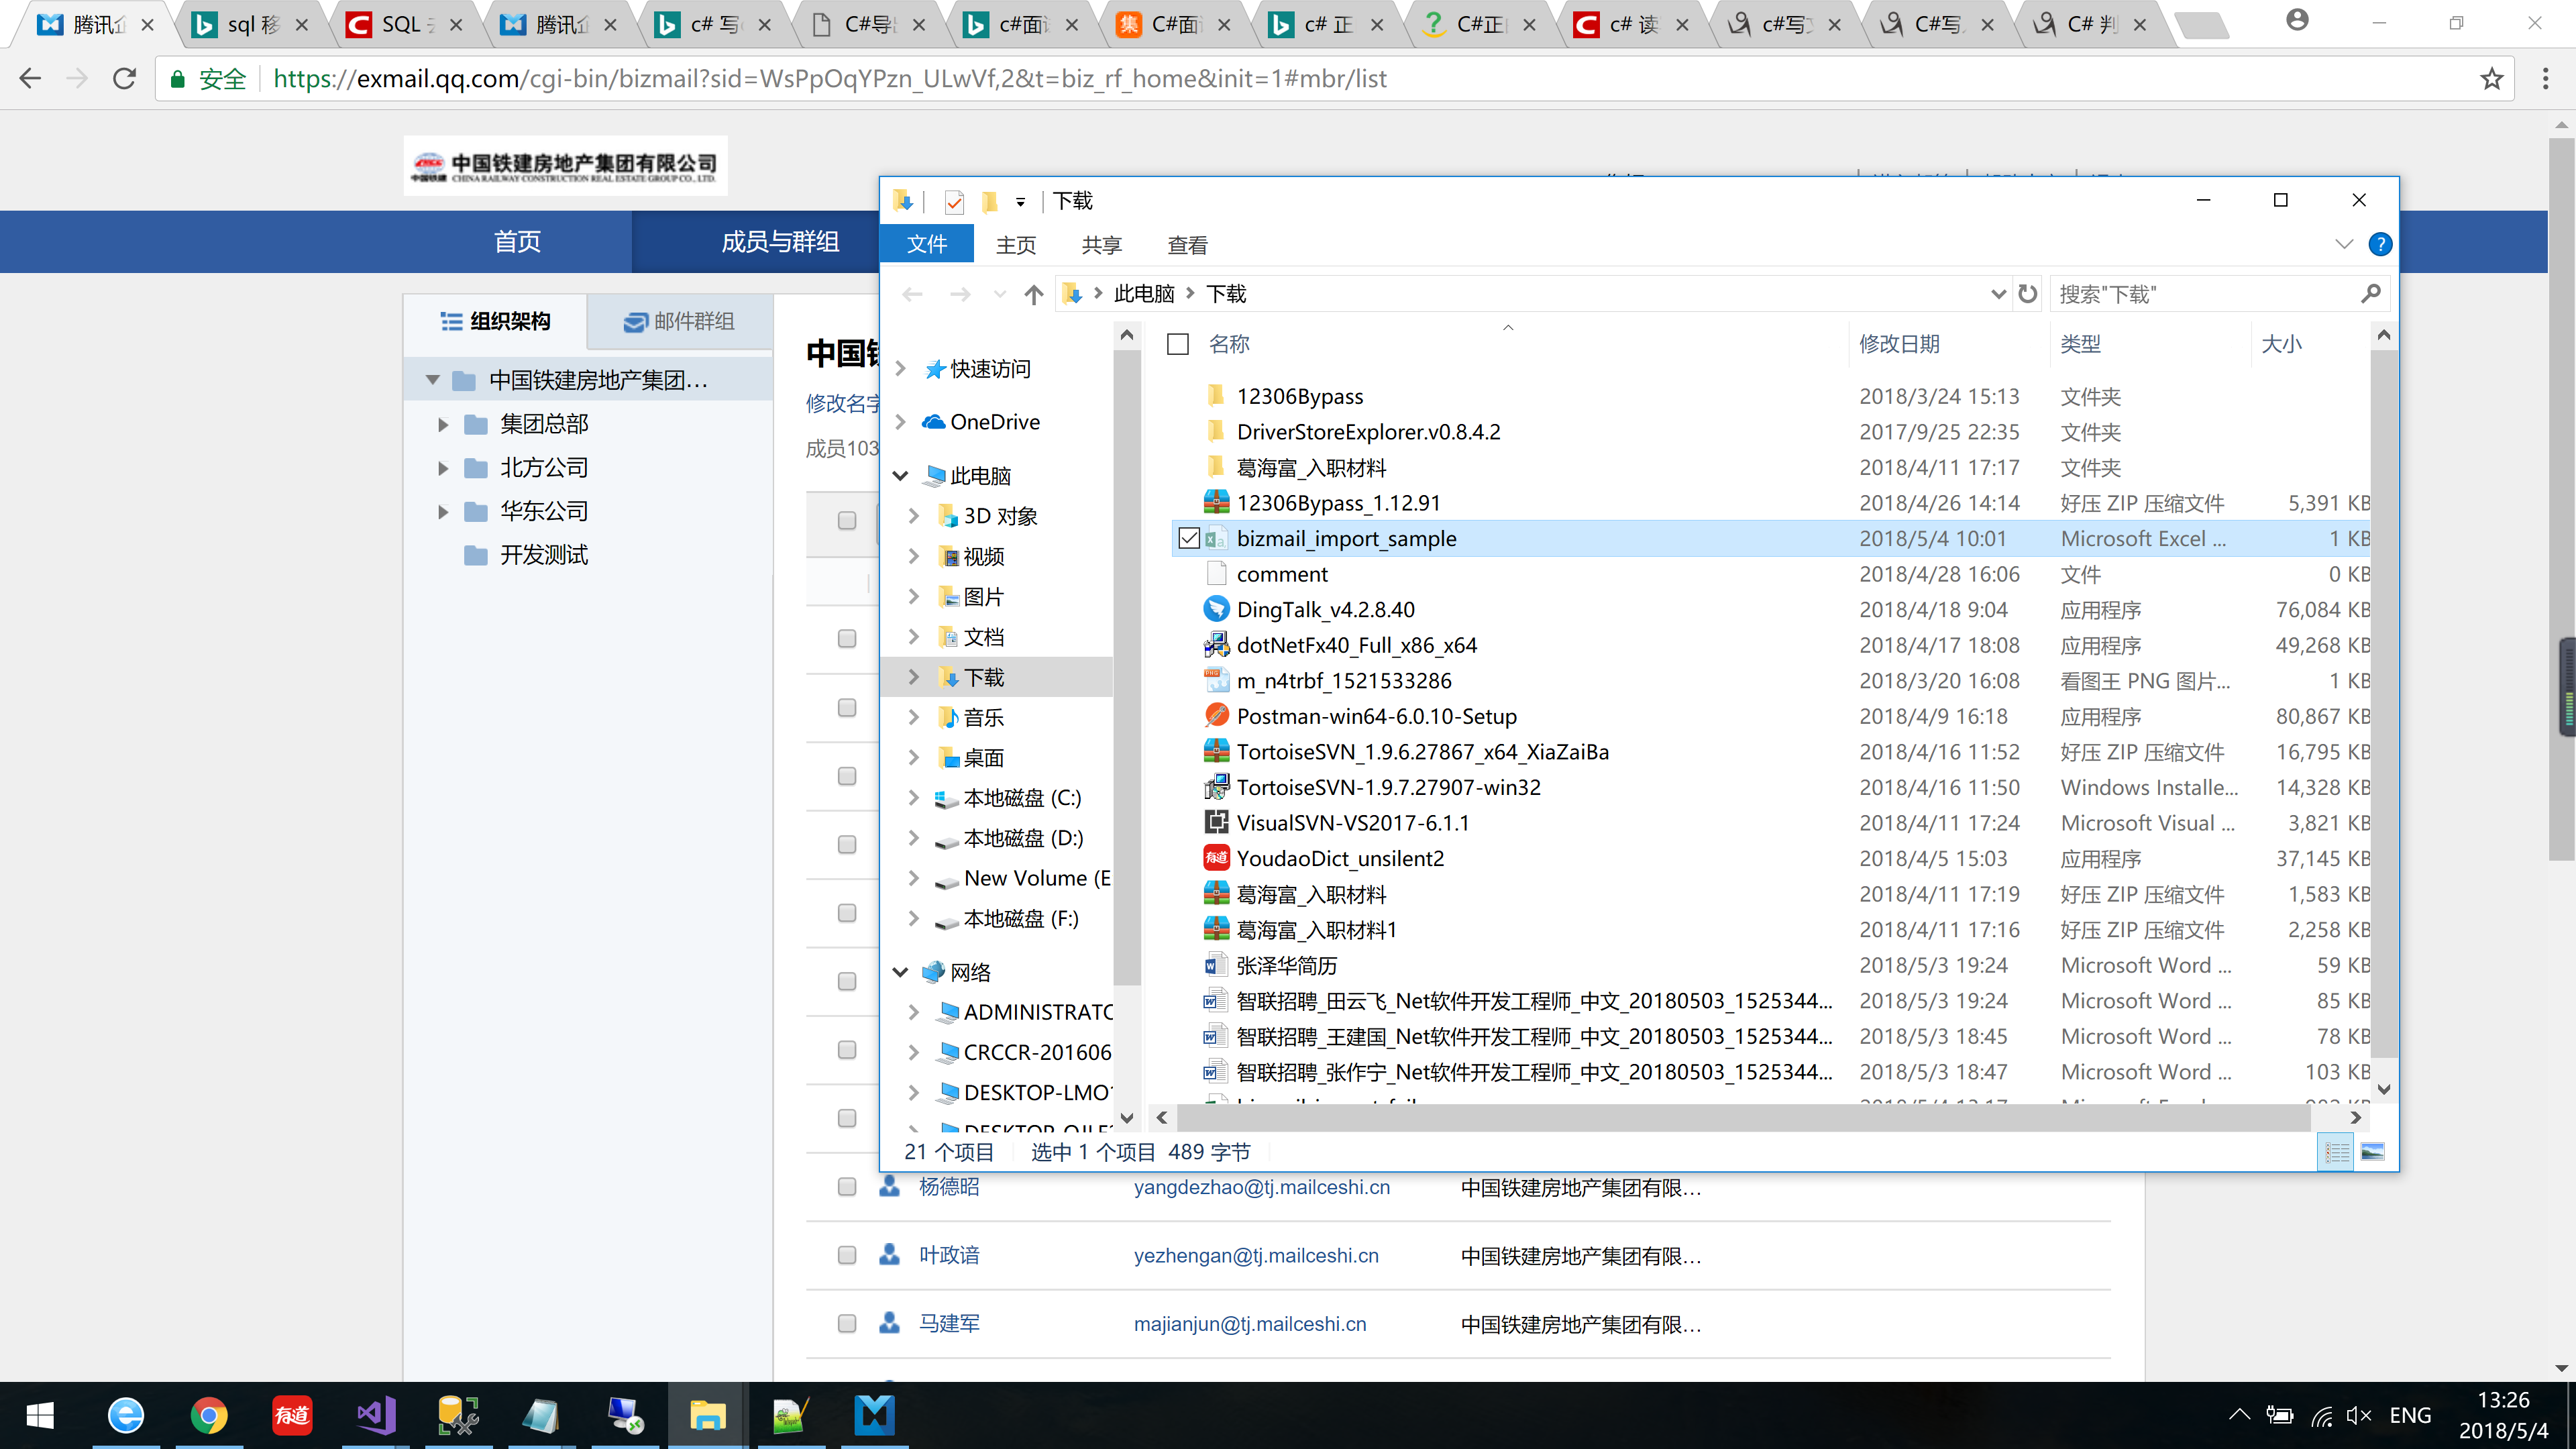 腾讯企
sql 移
SQL 去
腾讯企
c# 写
C#导出
c#面试
C#面试
c# 正
C#正
c# 读
c#写文
C#写入
C# 判
安全
https://exmail.qq.com/cgi-bin/bizmail?sid=WsPpOqYPzn_ULwVf,2&t=biz_rf_home&init=1#mbr/list
中国铁建
中国铁建房地产集团有限公司
CHINA RAILWAY CONSTRUCTION REAL ESTATE GROUP CO., LTD.
首页
成员与群组
组织架构
邮件群组
中国铁建房地产集团...
集团总部
北方公司
华东公司
开发测试
中国铁
修改名字
成员103
下载
文件
主页
共享
查看
此电脑
下载
搜索"下载"
快速访问
OneDrive
此电脑
3D 对象
视频
图片
文档
下载
音乐
桌面
本地磁盘 (C:)
本地磁盘 (D:)
New Volume (E
本地磁盘 (F:)
网络
ADMINISTRATO
CRCCR-201606
DESKTOP-LMO
名称 修改日期 类型 大小
12306Bypass 2018/3/24 15:13 文件夹
DriverStoreExplorer.v0.8.4.2 2017/9/25 22:35 文件夹
葛海富_入职材料 2018/4/11 17:17 文件夹
12306Bypass_1.12.91 2018/4/26 14:14 好压 ZIP 压缩文件 5,391 KB
bizmail_import_sample 2018/5/4 10:01 Microsoft Excel ... 1 KB
comment 2018/4/28 16:06 文件 0 KB
DingTalk_v4.2.8.40 2018/4/18 9:04 应用程序 76,084 KB
dotNetFx40_Full_x86_x64 2018/4/17 18:08 应用程序 49,268 KB
m_n4trbf_1521533286 2018/3/20 16:08 看图王 PNG 图片... 1 KB
Postman-win64-6.0.10-Setup 2018/4/9 16:18 应用程序 80,867 KB
TortoiseSVN_1.9.6.27867_x64_XiaZaiBa 2018/4/16 11:52 好压 ZIP 压缩文件 16,795 KB
TortoiseSVN-1.9.7.27907-win32 2018/4/16 11:50 Windows Installe... 14,328 KB
VisualSVN-VS2017-6.1.1 2018/4/11 17:24 Microsoft Visual ... 3,821 KB
YoudaoDict_unsilent2 2018/4/5 15:03 应用程序 37,145 KB
葛海富_入职材料 2018/4/11 17:19 好压 ZIP 压缩文件 1,583 KB
葛海富_入职材料1 2018/4/11 17:16 好压 ZIP 压缩文件 2,258 KB
张泽华简历 2018/5/3 19:24 Microsoft Word ... 59 KB
智联招聘_田云飞_Net软件开发工程师_中文_20180503_1525344... 2018/5/3 19:24 Microsoft Word ... 85 KB
智联招聘_王建国_Net软件开发工程师_中文_20180503_1525344... 2018/5/3 18:45 Microsoft Word ... 78 KB
智联招聘_张作宁_Net软件开发工程师_中文_20180503_1525344... 2018/5/3 18:47 Microsoft Word ... 103 KB
21 个项目 选中 1 个项目 489 字节
杨德昭 yangdezhao@tj.mailceshi.cn 中国铁建房地产集团有限...
叶政谙 yezhengan@tj.mailceshi.cn 中国铁建房地产集团有限...
马建军 majianjun@tj.mailceshi.cn 中国铁建房地产集团有限...
有道
ENG
13:26
2018/5/4